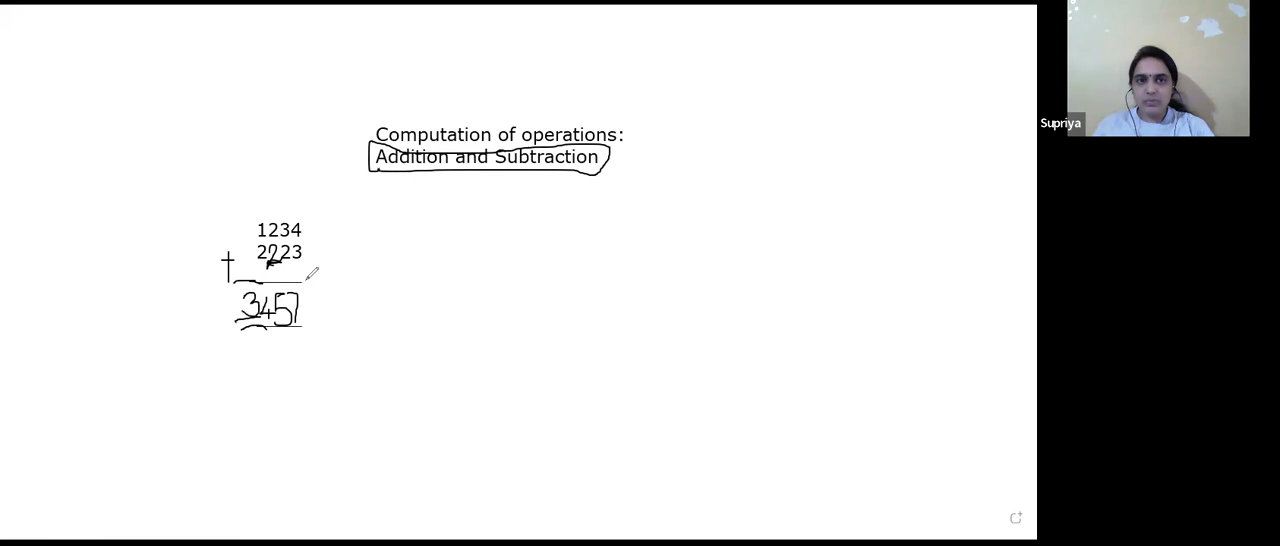 Computation of operations:
Addition and Subtraction
1234
+ 2223
3457
Supriya